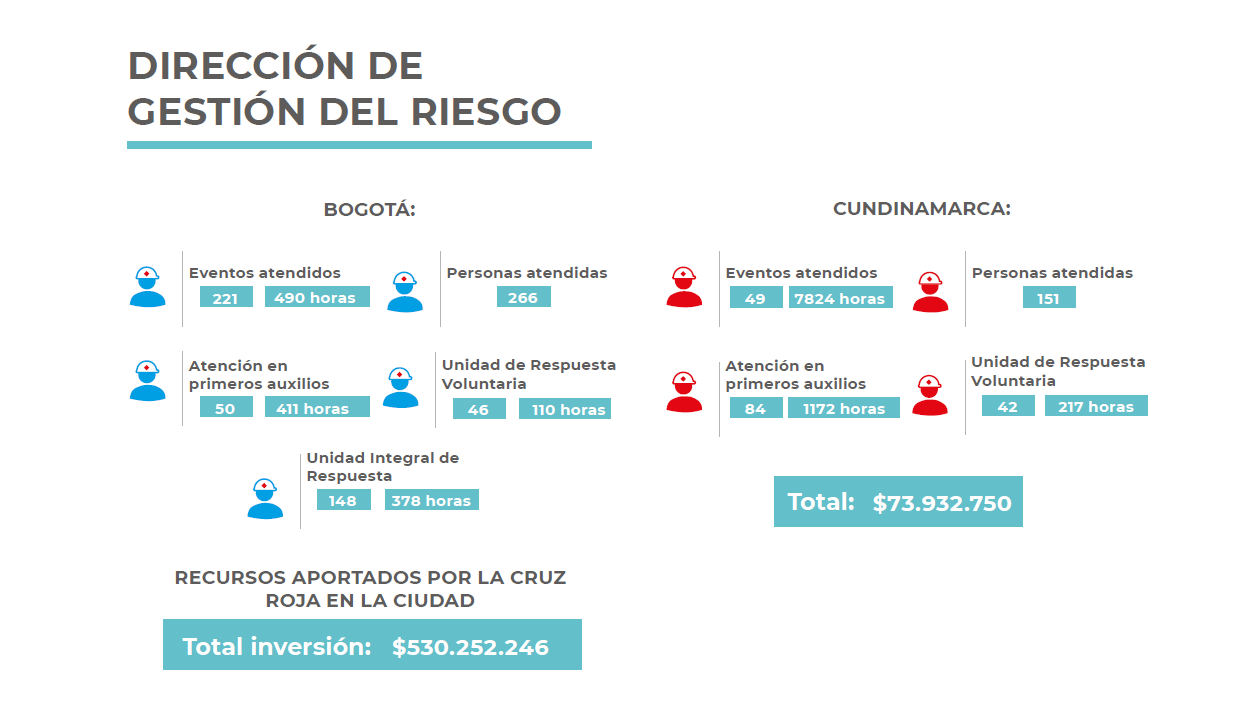 DIRECCIÓN DE
GESTIÓN DEL RIESGO
BOGOTÁ:
Eventos atendidos
221 490 horas
Personas atendidas
266
Atención en
primeros auxilios
50 411 horas
Unidad de Respuesta
Voluntaria
46 110 horas
Unidad Integral de
Respuesta
148 378 horas
RECURSOS APORTADOS POR LA CRUZ
ROJA EN LA CIUDAD
Total inversión: $530.252.246
CUNDINAMARCA:
Eventos atendidos
49 7824 horas
Personas atendidas
151
Atención en
primeros auxilios
84 1172 horas
Unidad de Respuesta
Voluntaria
42 217 horas
Total: $73.932.750